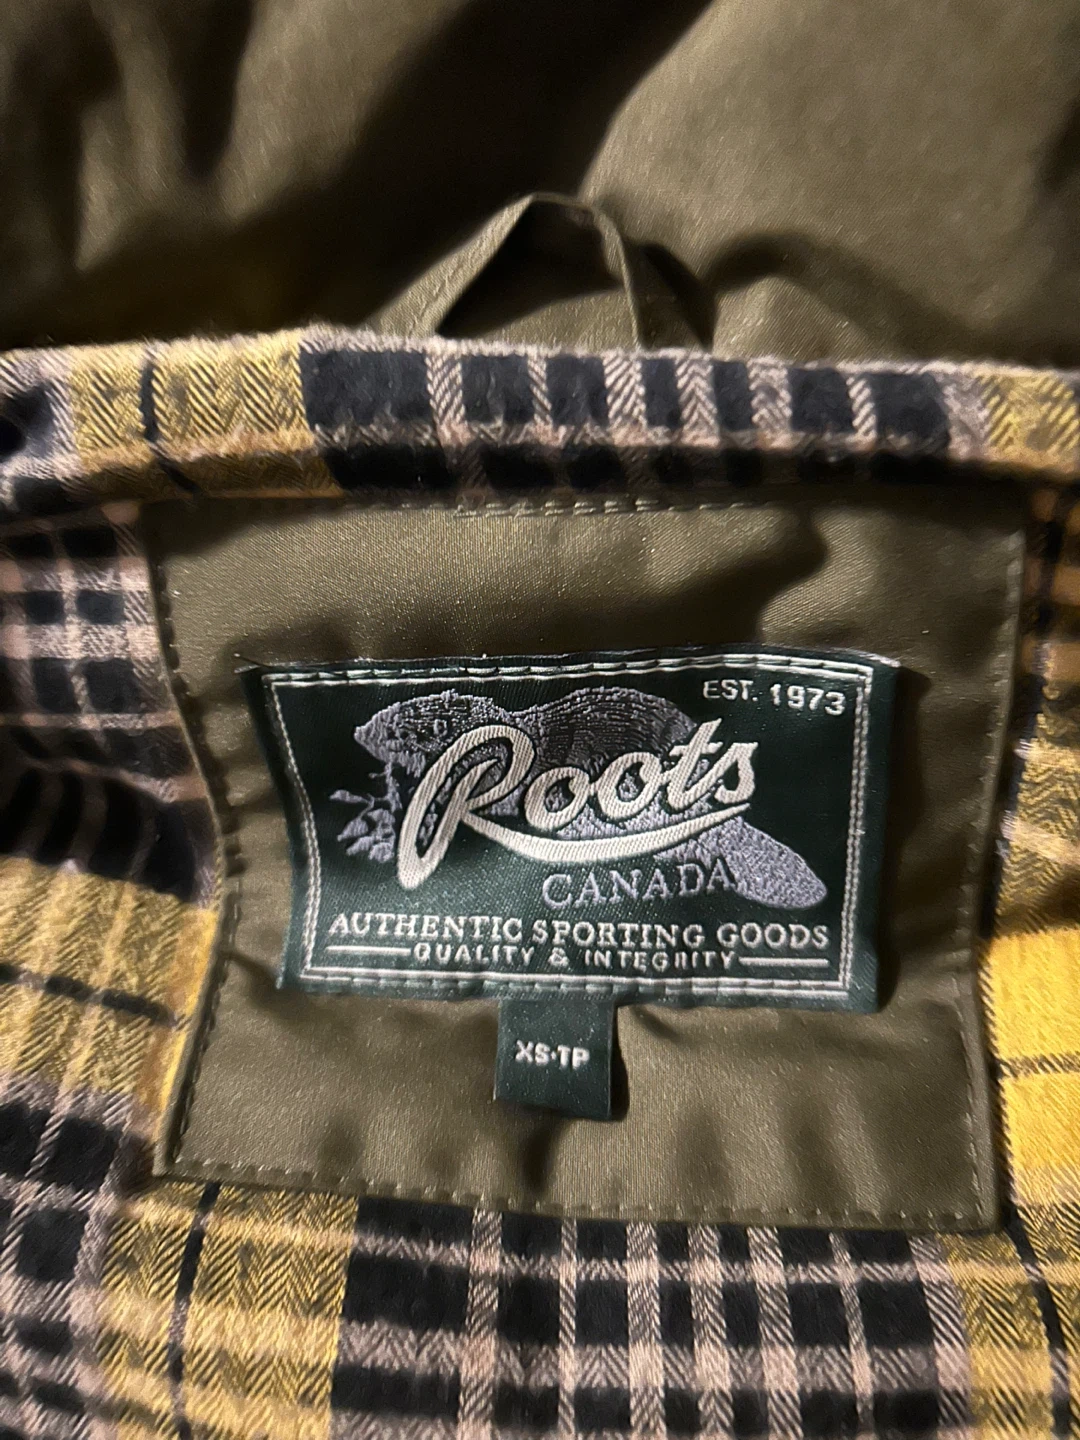 EST. 1973
Roots
CANADA
AUTHENTIC SPORTING GOODS
QUALITY & INTEGRITY
XS·TP